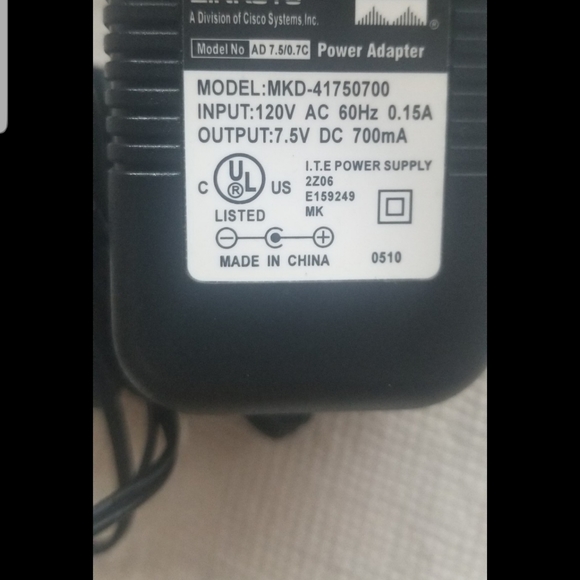 A Division of Cisco Systems, Inc.
Model No AD 7.5/0.7C Power Adapter
MODEL:MKD-41750700
INPUT:120V AC 60Hz 0.15A
OUTPUT:7.5V DC 700mA
I.T.E POWER SUPPLY
C UL ® US 2Z06
E159249
LISTED MK
MADE IN CHINA 0510